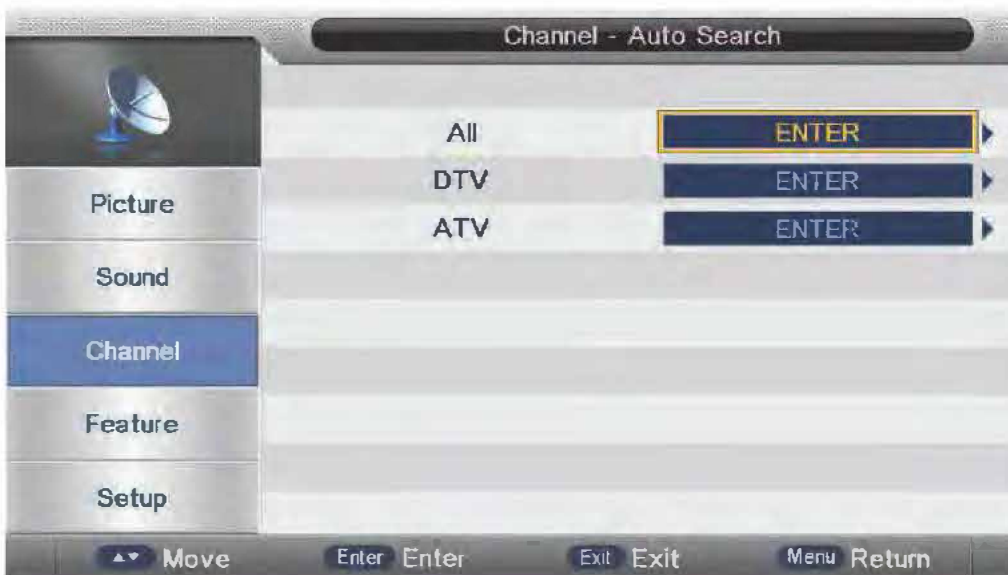 Channel - Auto Search
All ENTER
DTV ENTER
ATV ENTER
Picture
Sound
Channel
Feature
Setup
Move Enter Enter Exit Exit Menu Return